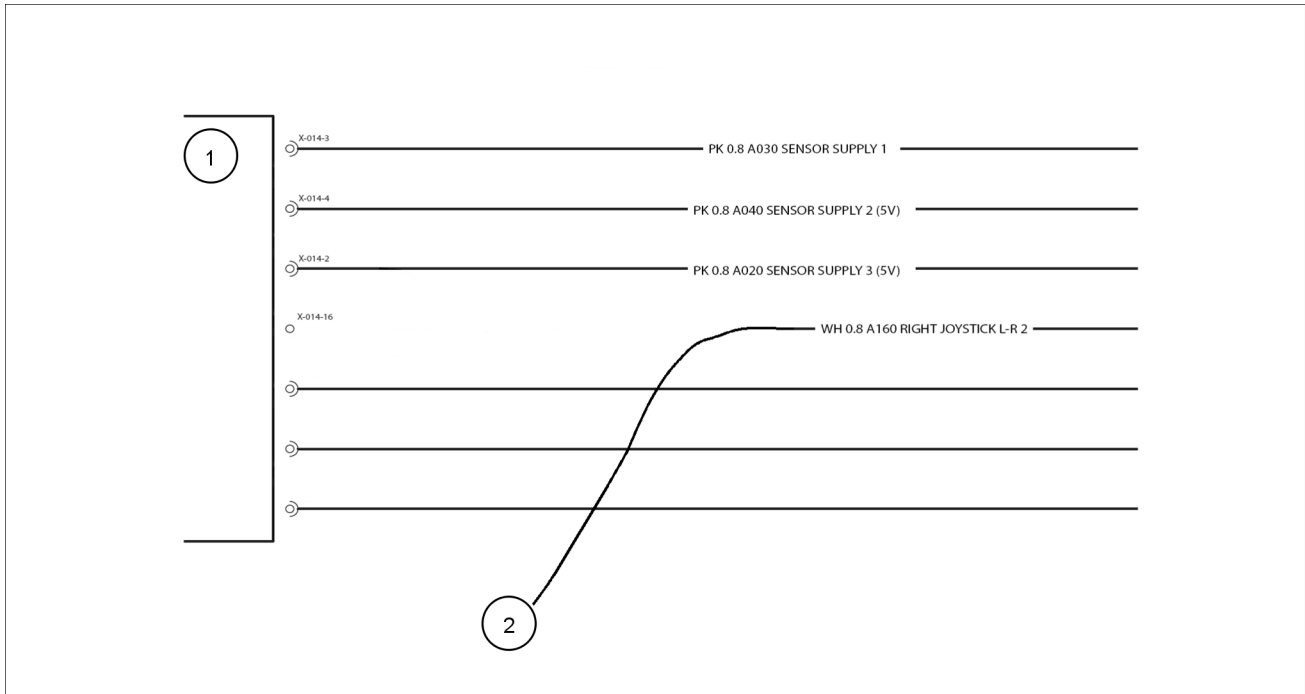 1
X-014-3
PK 0.8 A030 SENSOR SUPPLY 1
X-014-4
PK 0.8 A040 SENSOR SUPPLY 2 (5V)
X-014-2
PK 0.8 A020 SENSOR SUPPLY 3 (5V)
X-014-16
WH 0.8 A160 RIGHT JOYSTICK L-R 2
2